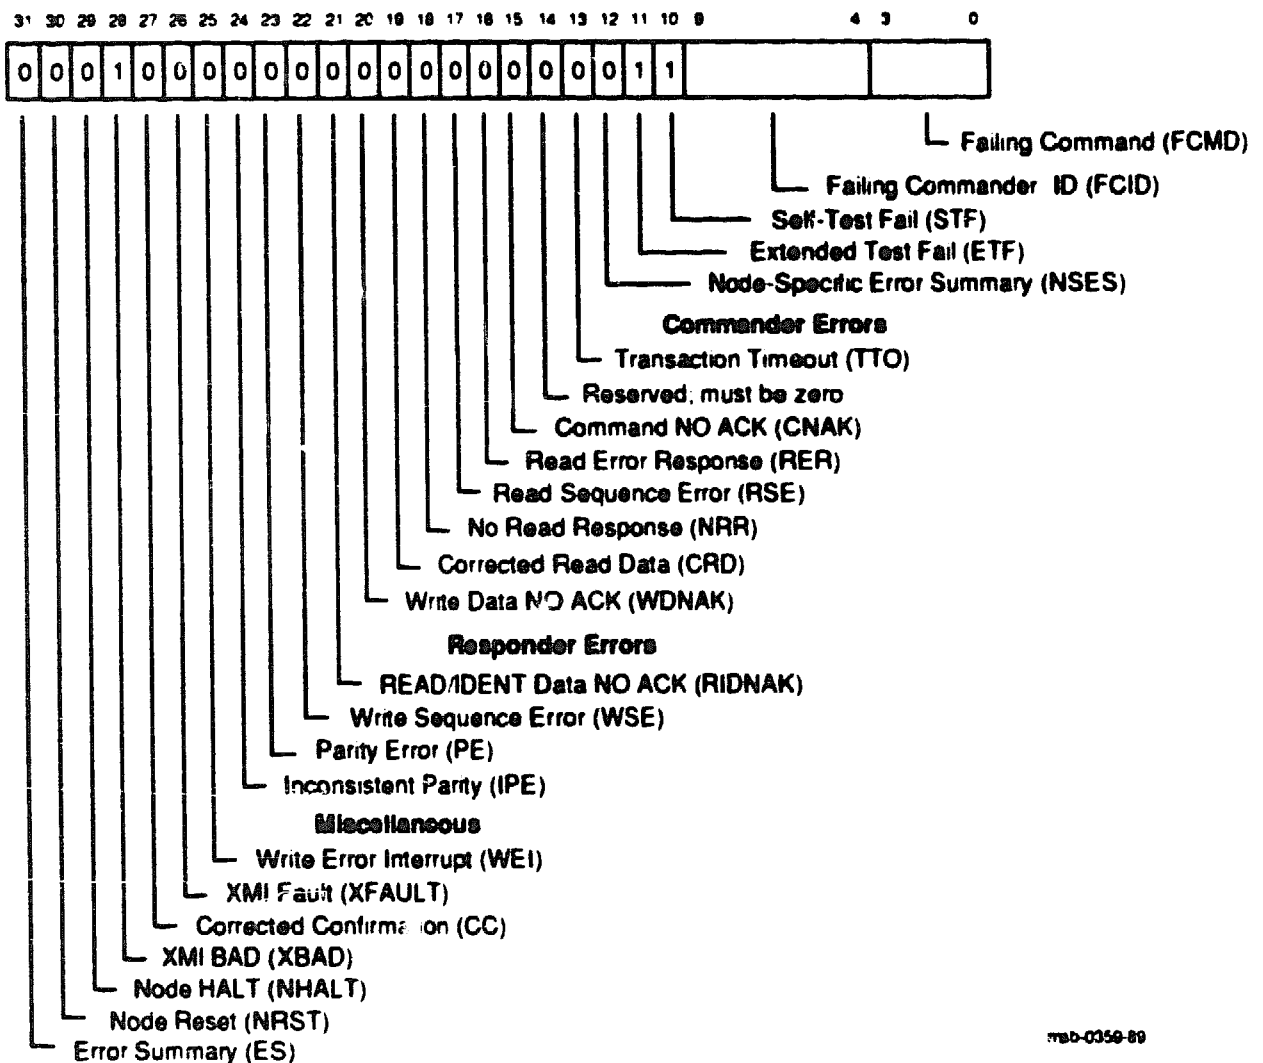 31 30 29 28 27 26 25 24 23 22 21 20 19 18 17 16 15 14 13 12 11 10 9 4 3 0
0 0 0 1 0 0 0 0 0 0 0 0 0 0 0 0 0 0 0 0 1 1
Failing Command (FCMD)
Failing Commander ID (FCID)
Self-Test Fail (STF)
Extended Test Fail (ETF)
Node-Specific Error Summary (NSES)
Commander Errors
Transaction Timeout (TTO)
Reserved; must be zero
Command NO ACK (CNAK)
Read Error Response (RER)
Read Sequence Error (RSE)
No Read Response (NRR)
Corrected Read Data (CRD)
Write Data NO ACK (WDNAK)
Responder Errors
READ/IDENT Data NO ACK (RIDNAK)
Write Sequence Error (WSE)
Parity Error (PE)
Inconsistent Parity (IPE)
Miscellaneous
Write Error Interrupt (WEI)
XMI Fault (XFAULT)
Corrected Confirmation (CC)
XMI BAD (XBAD)
Node HALT (NHALT)
Node Reset (NRST)
Error Summary (ES)
msb-0359-89